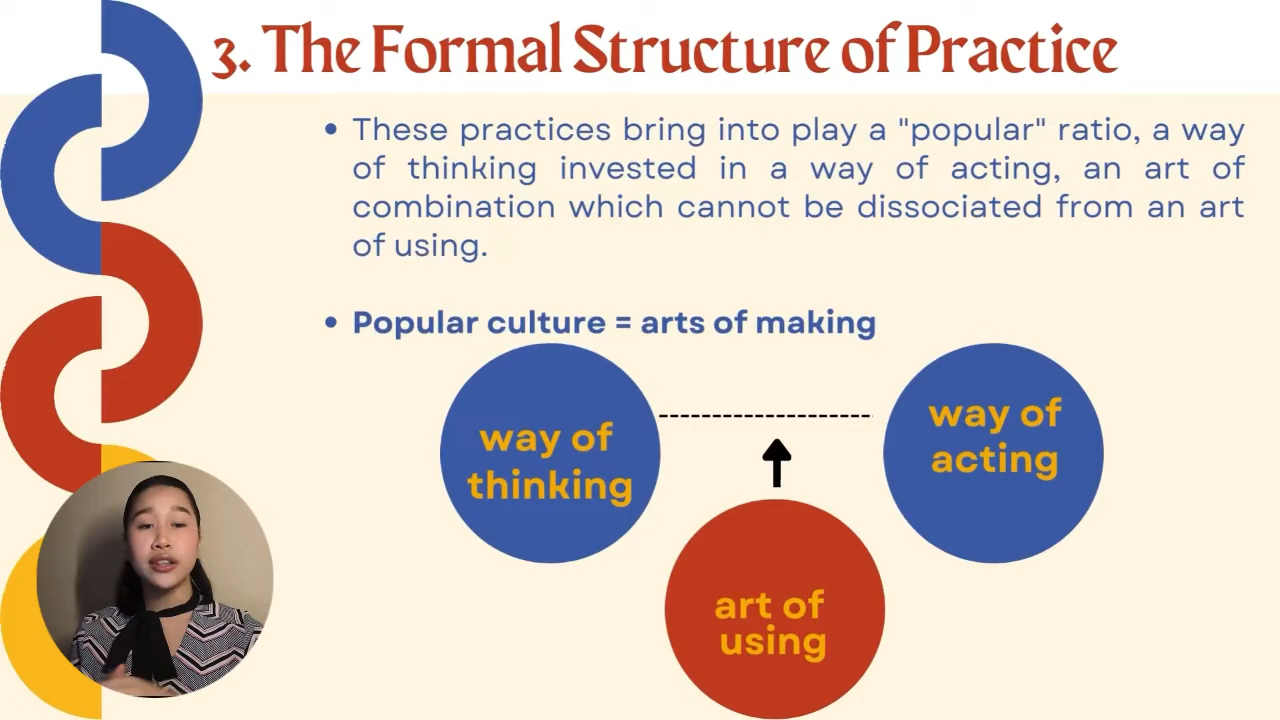 3. The Formal Structure of Practice
These practices bring into play a "popular" ratio, a way
of thinking invested in a way of acting, an art of
combination which cannot be dissociated from an art
of using.
Popular culture = arts of making
way of
thinking
way of
acting
art of
using